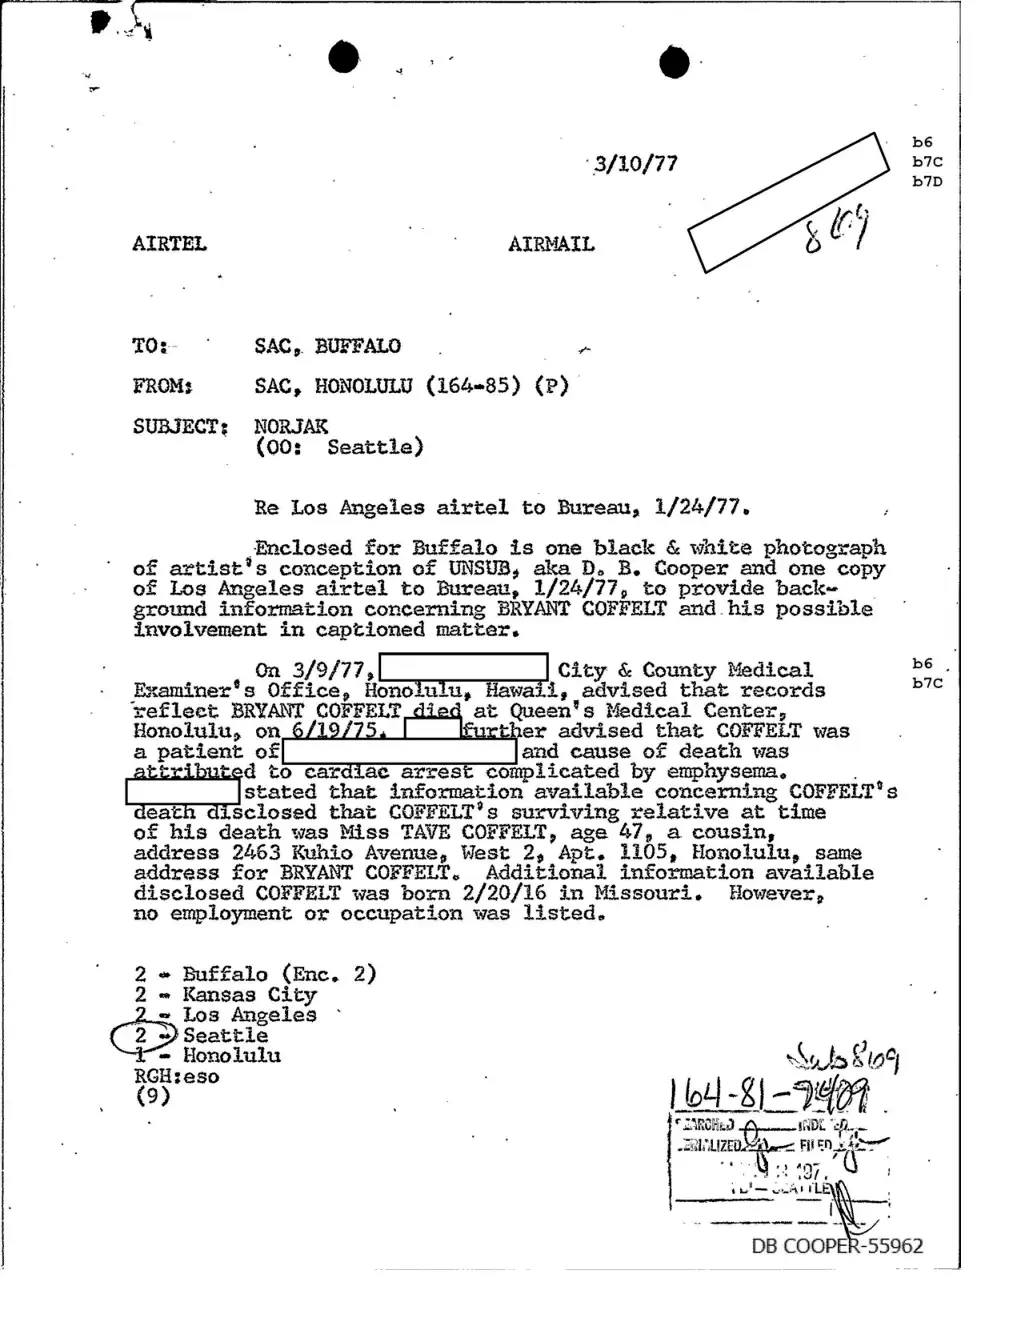 3/10/77
b6
b7C
b7D
869
AIRTEL AIRMAIL
TO: SAC, BUFFALO
FROM: SAC, HONOLULU (164-85) (P)
SUBJECT: NORJAK
(OO: Seattle)
Re Los Angeles airtel to Bureau, 1/24/77.
Enclosed for Buffalo is one black & white photograph
of artist's conception of UNSUB, aka D. B. Cooper and one copy
of Los Angeles airtel to Bureau, 1/24/77, to provide back-
ground information concerning BRYANT COFFELT and his possible
involvement in captioned matter.
On 3/9/77, City & County Medical
Examiner's Office, Honolulu, Hawaii, advised that records
reflect BRYANT COFFELT died at Queen's Medical Center,
Honolulu, on 6/19/75. further advised that COFFELT was
a patient of and cause of death was
attributed to cardiac arrest complicated by emphysema.
stated that information available concerning COFFELT's
death disclosed that COFFELT's surviving relative at time
of his death was Miss TAVE COFFELT, age 47, a cousin,
address 2463 Kuhio Avenue, West 2, Apt. 1105, Honolulu, same
address for BRYANT COFFELT. Additional information available
disclosed COFFELT was born 2/20/16 in Missouri. However,
no employment or occupation was listed.
b6
b7C
2 - Buffalo (Enc. 2)
2 - Kansas City
2 - Los Angeles
2 - Seattle
1 - Honolulu
RGH:eso
(9)
Sub 869
164-81-7409
SEARCHED
SERIALIZED FILED
SEATTLE
DB COOPER-55962